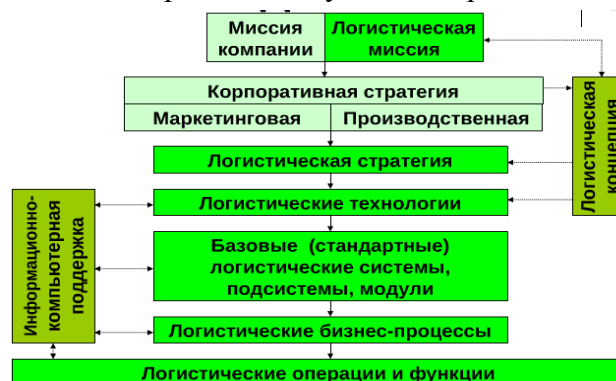 Миссия
компании
Логистическая
миссия
Корпоративная стратегия
Маркетинговая
Производственная
Логистическая
концепция
Логистическая стратегия
Логистические технологии
Информационно-
компьютерная
поддержка
Базовые (стандартные)
логистические системы,
подсистемы, модули
Логистические бизнес-процессы
Логистические операции и функции